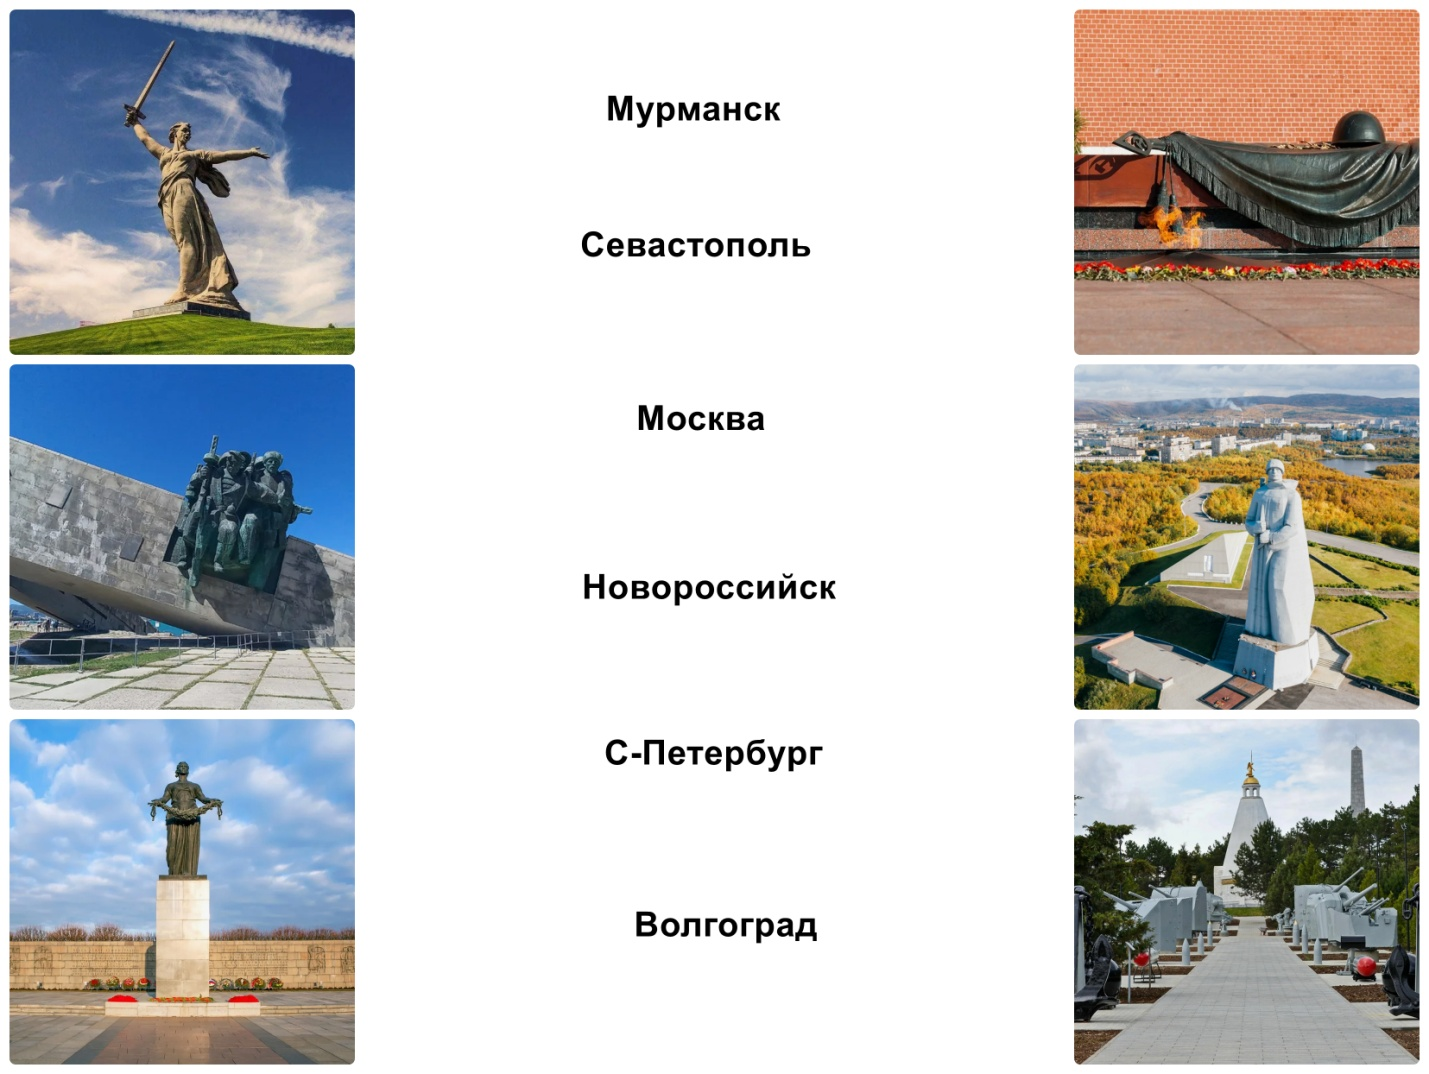 Мурманск
Севастополь
Москва
Новороссийск
С-Петербург
Волгоград